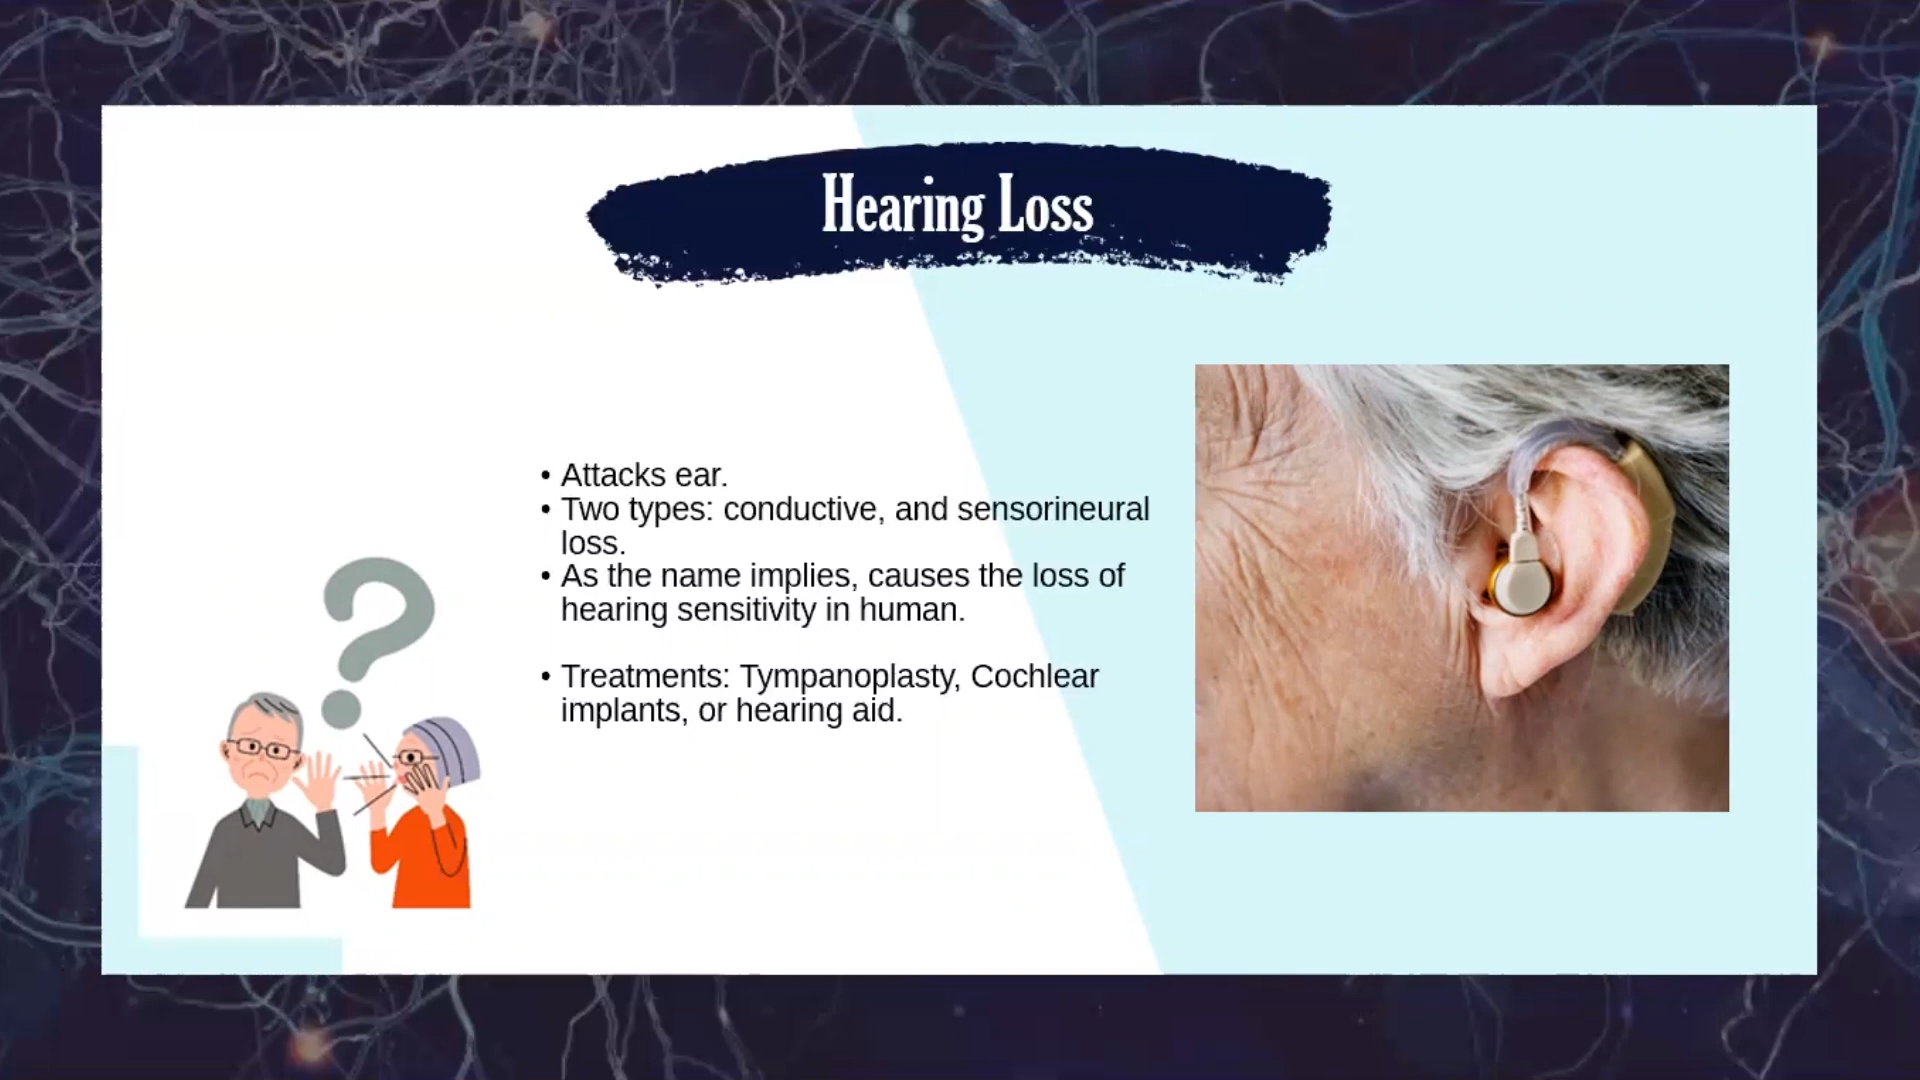 Hearing Loss
• Attacks ear.
• Two types: conductive, and sensorineural
loss.
• As the name implies, causes the loss of
hearing sensitivity in human.
• Treatments: Tympanoplasty, Cochlear
implants, or hearing aid.
?